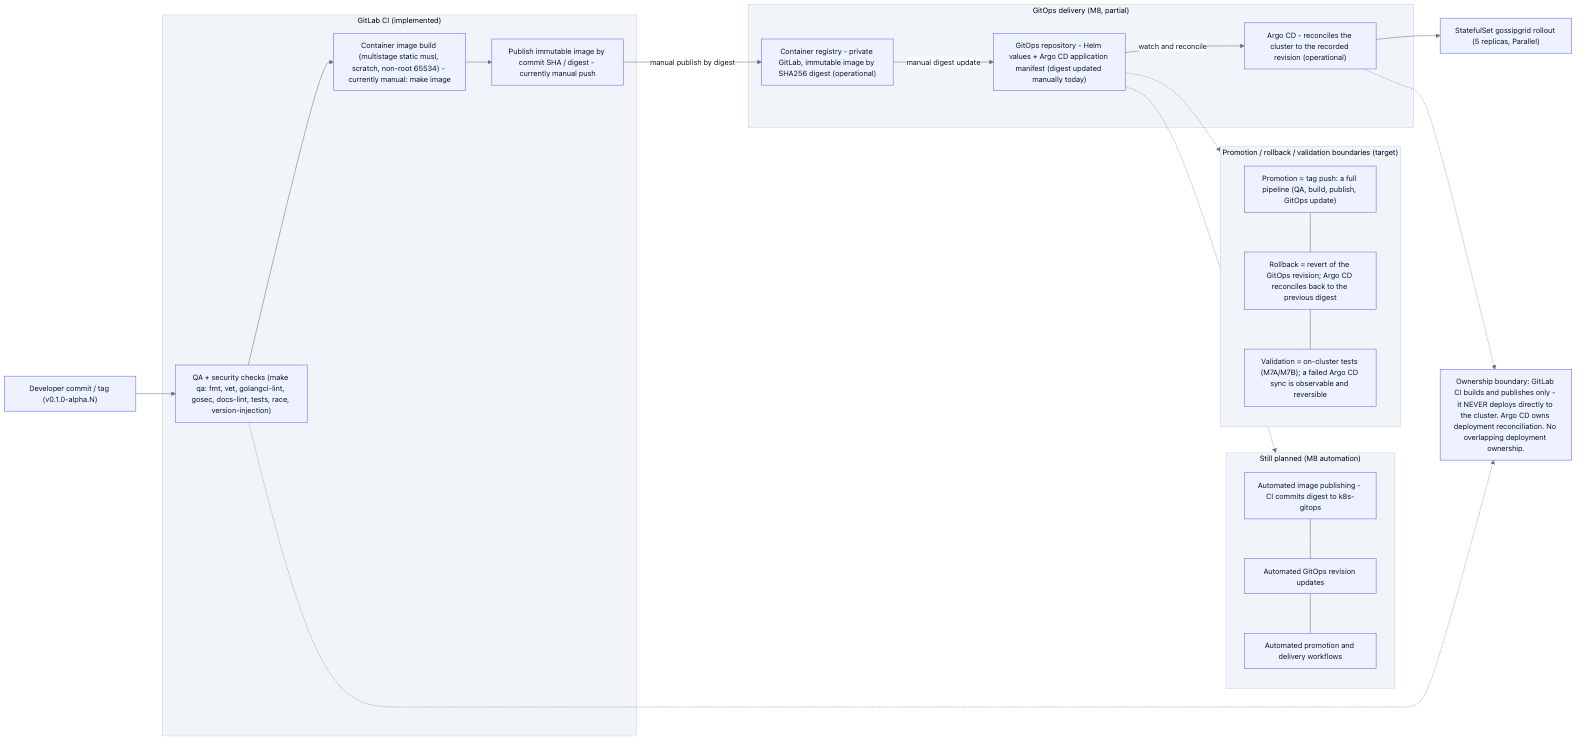 GitLab CI (implemented)
Container image build
(multistage static musl,
scratch, non-root 65534) -
currently manual: make image
Publish immutable image by
commit SHA / digest -
currently manual push
manual publish by digest
GitOps delivery (M8, partial)
Container registry - private
GitLab, immutable image by
SHA256 digest (operational)
manual digest update
GitOps repository - Helm
values + Argo CD application
manifest (digest updated
manually today)
watch and reconcile
Argo CD - reconciles the
cluster to the recorded
revision (operational)
StatefulSet gossipgrid rollout
(5 replicas, Parallel)
Promotion / rollback / validation boundaries (target)
Promotion = tag push: a full
pipeline (QA, build, publish,
GitOps update)
Rollback = revert of the
GitOps revision; Argo CD
reconciles back to the
previous digest
Validation = on-cluster tests
(M7A/M7B); a failed Argo CD
sync is observable and
reversible
Developer commit / tag
(v0.1.0-alpha.N)
QA + security checks (make
qa: fmt, vet, golangci-lint,
gosec, docs-lint, tests, race,
version-injection)
Ownership boundary: GitLab
CI builds and publishes only -
it NEVER deploys directly to
the cluster. Argo CD owns
deployment reconciliation. No
overlapping deployment
ownership.
Still planned (M8 automation)
Automated image publishing -
CI commits digest to k8s-
gitops
Automated GitOps revision
updates
Automated promotion and
delivery workflows